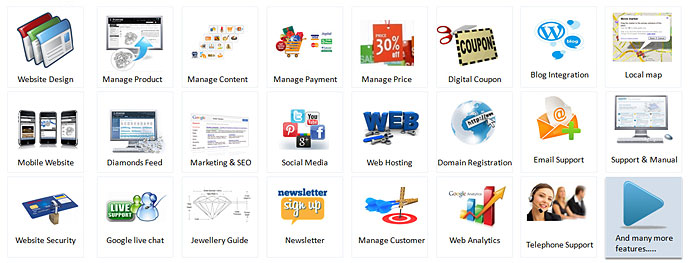 Website Design
Manage Product
Manage Content
Manage Payment
PRICE
30%
OFF
Manage Price
COUPON
Digital Coupon
blog
Blog Integration
Local map
Mobile Website
Diamonds Feed
Google
Marketing & SEO
You
Tube
Social Media
WEB
Web Hosting
http://
Domain Registration
Email Support
Support & Manual
Website Security
LIVE
SUPPORT
Google live chat
Jewellery Guide
newsletter
sign
up
Newsletter
Manage Customer
Google Analytics
Web Analytics
Telephone Support
And many more
features.....